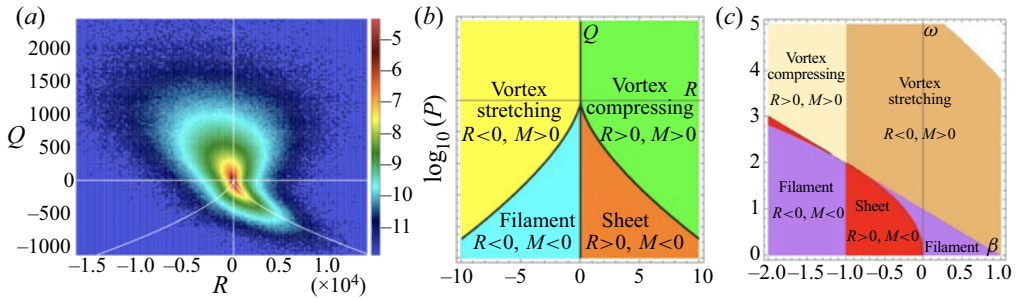 (a)
2000
1500
1000
500
0
−500
−1000
Q
−1.5
−1.0
−0.5
0
0.5
1.0
R
(×10⁴)
−5
−6
−7
−8
−9
−10
−11
log₁₀(P)
(b)
Q
R
Vortex
stretching
R<0, M>0
Vortex
compressing
R>0, M>0
Filament
R<0, M<0
Sheet
R>0, M<0
−10
−5
0
5
10
(c)
5
4
3
2
1
0
ω
Vortex
compressing
R>0, M>0
Vortex
stretching
R<0, M>0
Filament
R<0, M<0
Sheet
R>0, M<0
Filament
β
−2.0
−1.5
−1.0
−0.5
0
0.5
1.0